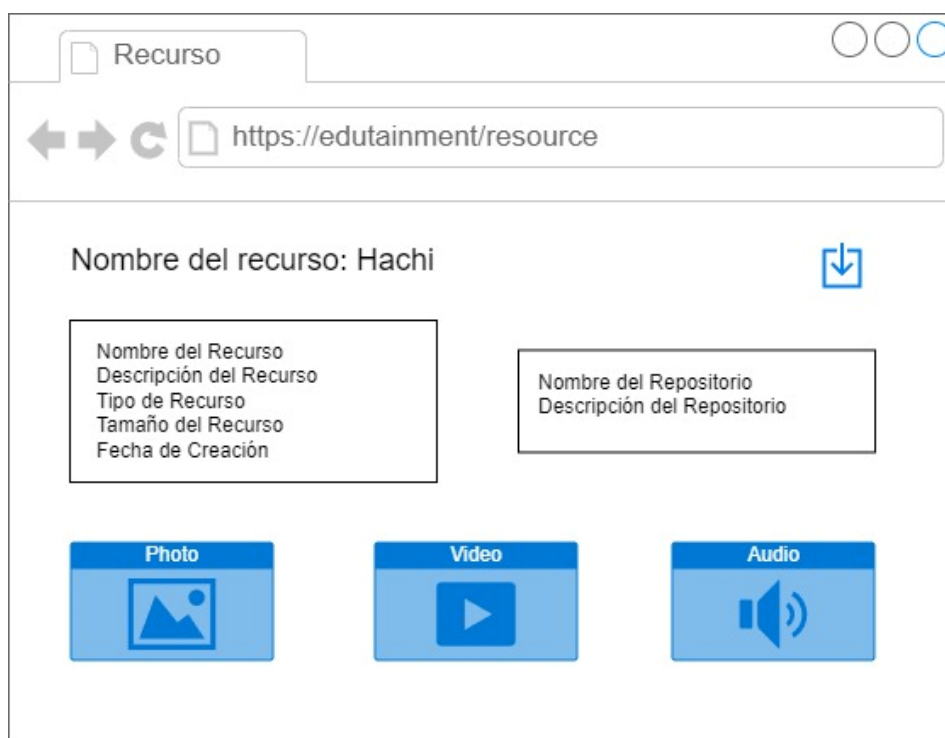 Recurso
https://edutainment/resource
Nombre del recurso: Hachi
Nombre del Recurso
Descripción del Recurso
Tipo de Recurso
Tamaño del Recurso
Fecha de Creación
Nombre del Repositorio
Descripción del Repositorio
Photo
Video
Audio